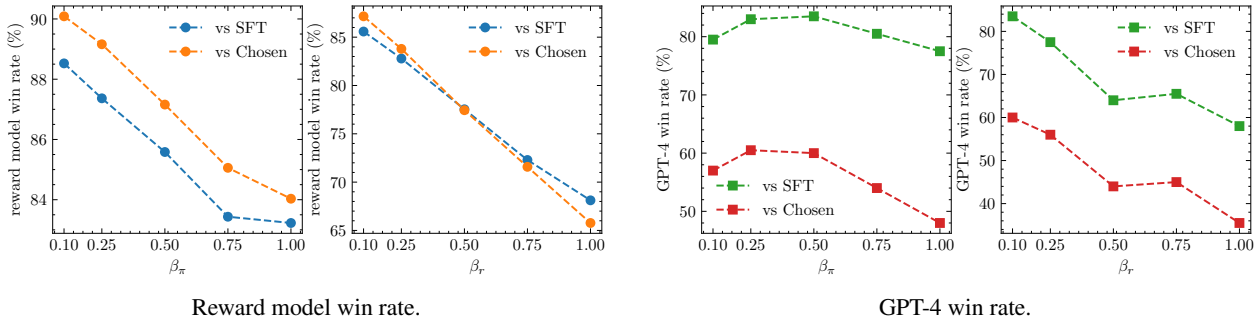 reward model win rate (%)
90
88
86
84
0.10 0.25 0.50 0.75 1.00
βπ
vs SFT
vs Chosen
reward model win rate (%)
85
80
75
70
65
0.10 0.25 0.50 0.75 1.00
βr
vs SFT
vs Chosen
Reward model win rate.
GPT-4 win rate (%)
80
70
60
50
0.10 0.25 0.50 0.75 1.00
βπ
vs SFT
vs Chosen
GPT-4 win rate (%)
80
70
60
50
40
0.10 0.25 0.50 0.75 1.00
βr
vs SFT
vs Chosen
GPT-4 win rate.